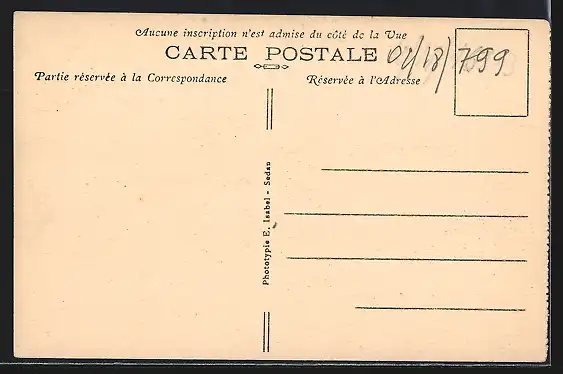 Aucune inscription n'est admise du côté de la Vue
CARTE POSTALE
01/18/799
Partie réservée à la Correspondance
Réservée à l'Adresse
Phototypie E. Isabel - Sedan